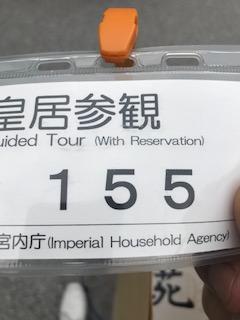 皇居参観
uided Tour (With Reservation)
155
宮内庁(Imperial Household Agency)
苑